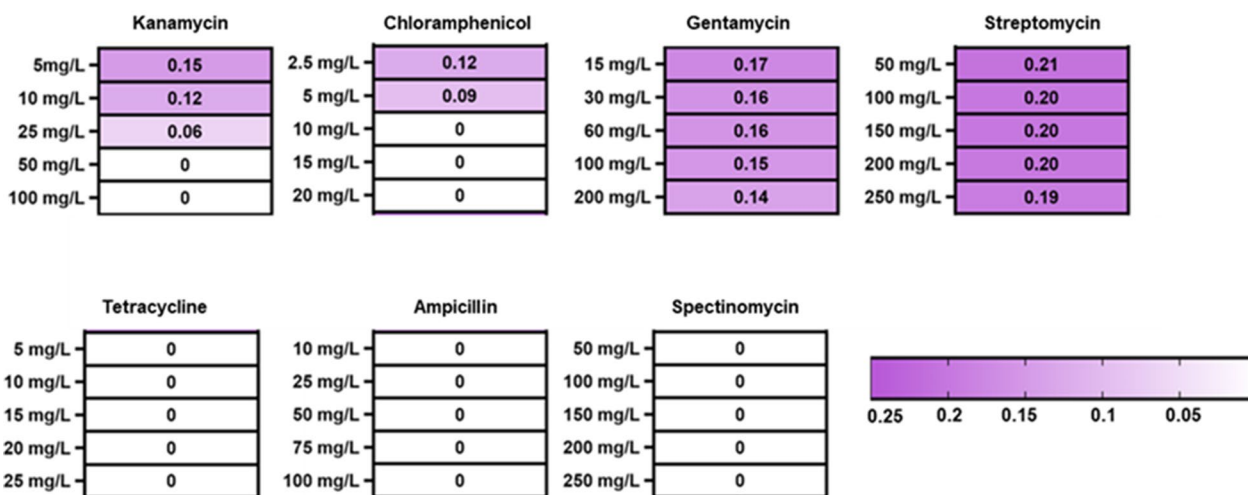 Kanamycin Chloramphenicol Gentamycin Streptomycin
5mg/L 0.15 2.5 mg/L 0.12 15 mg/L 0.17 50 mg/L 0.21
10 mg/L 0.12 5 mg/L 0.09 30 mg/L 0.16 100 mg/L 0.20
25 mg/L 0.06 10 mg/L 0 60 mg/L 0.16 150 mg/L 0.20
50 mg/L 0 15 mg/L 0 100 mg/L 0.15 200 mg/L 0.20
100 mg/L 0 20 mg/L 0 200 mg/L 0.14 250 mg/L 0.19
Tetracycline Ampicillin Spectinomycin
5 mg/L 0 10 mg/L 0 50 mg/L 0
10 mg/L 0 25 mg/L 0 100 mg/L 0
15 mg/L 0 50 mg/L 0 150 mg/L 0
20 mg/L 0 75 mg/L 0 200 mg/L 0
25 mg/L 0 100 mg/L 0 250 mg/L 0
0.25 0.2 0.15 0.1 0.05